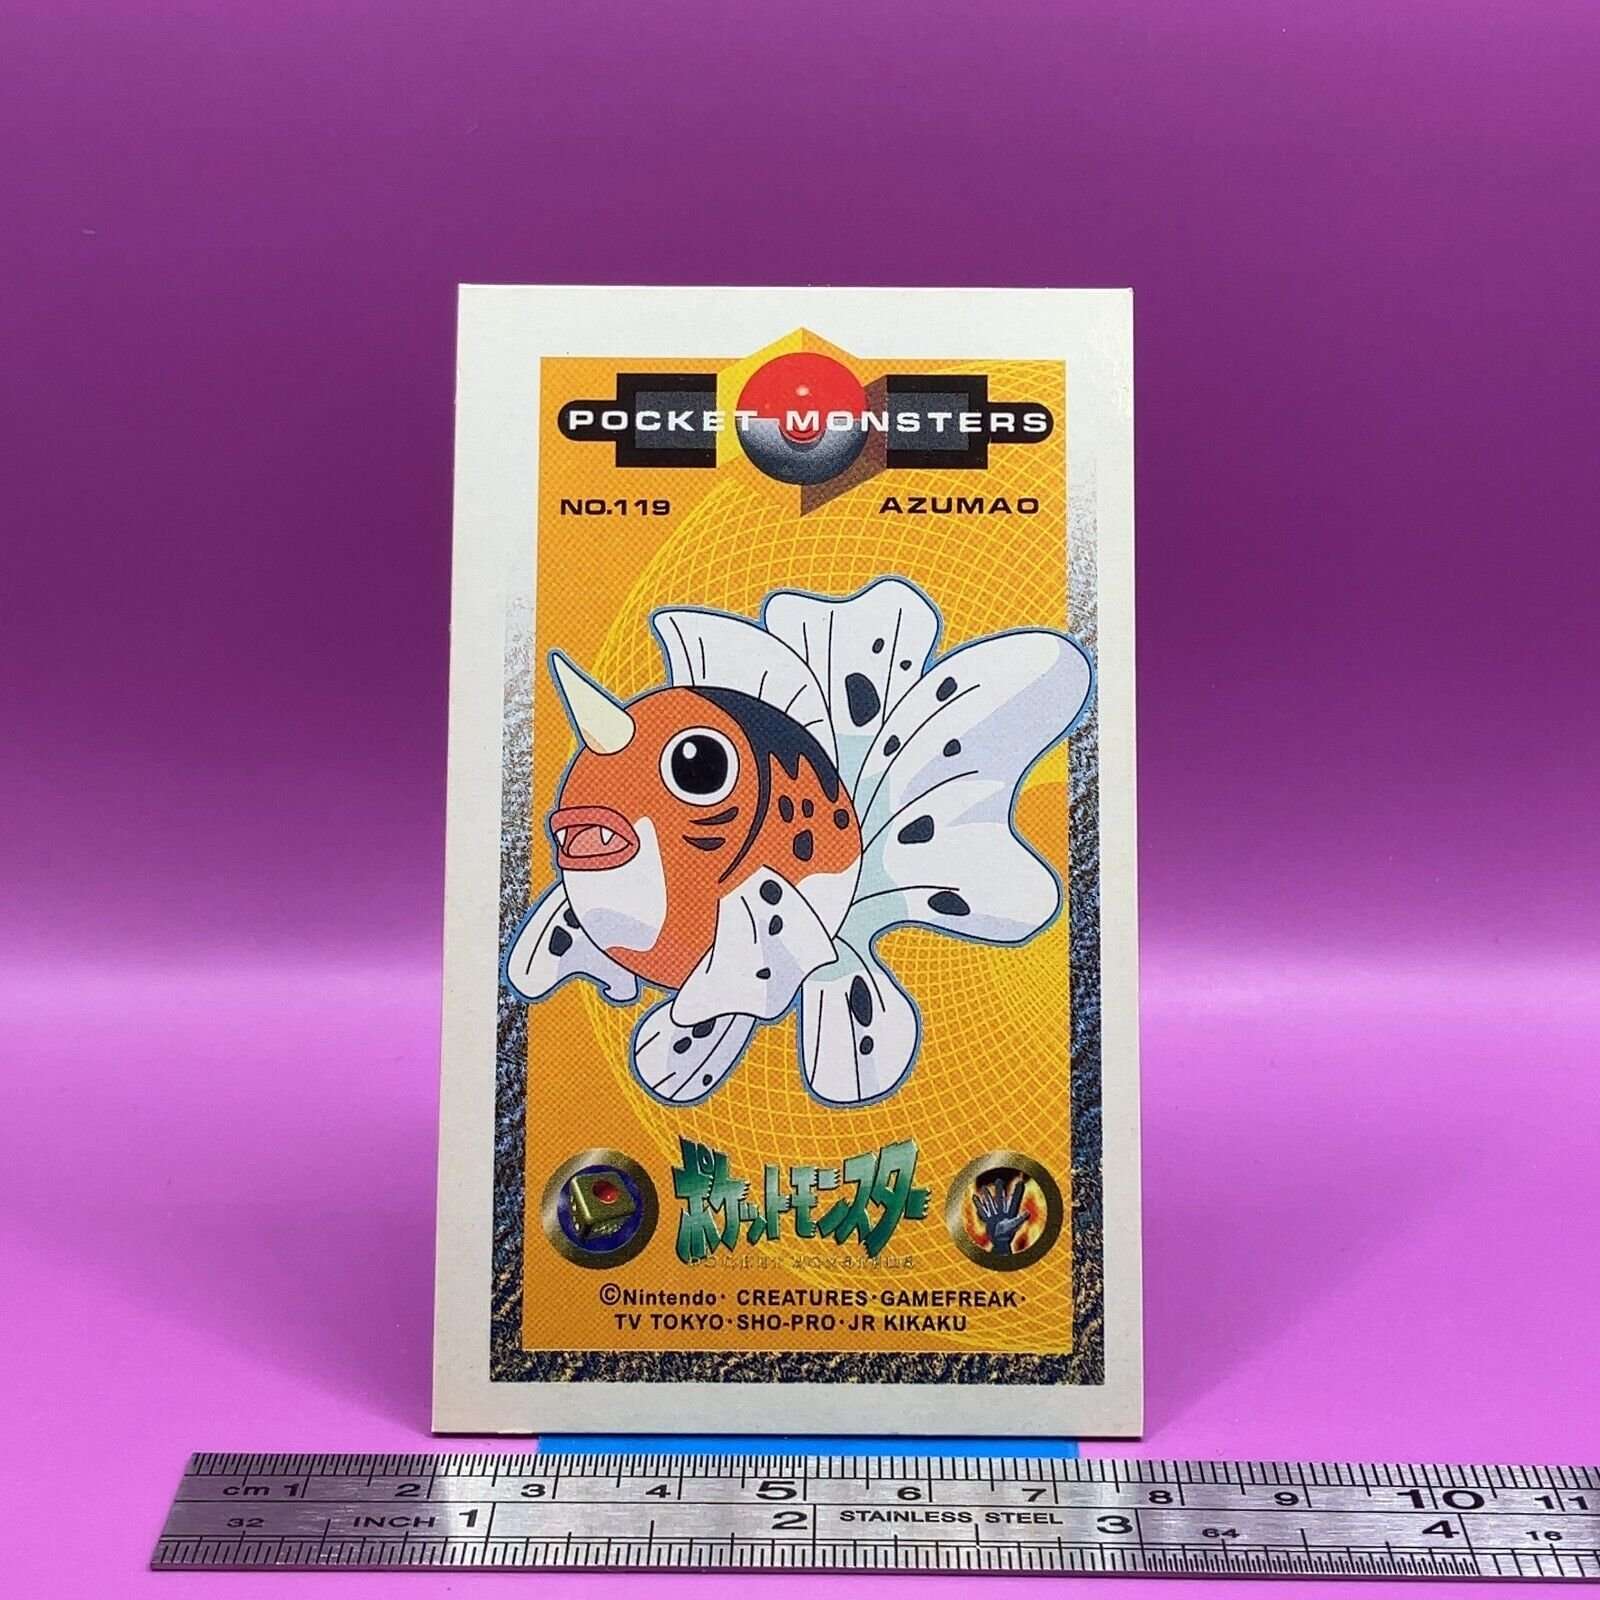 POCKET MONSTERS
NO.119 AZUMAO
ポケットモンスター
POCKET MONSTERS
©Nintendo・CREATURES・GAMEFREAK・
TV TOKYO・SHO-PRO・JR KIKAKU
cm 1 2 3 4 5 6 7 8 9 10 11
32 INCH 1 2 STAINLESS STEEL 3 64 4 16